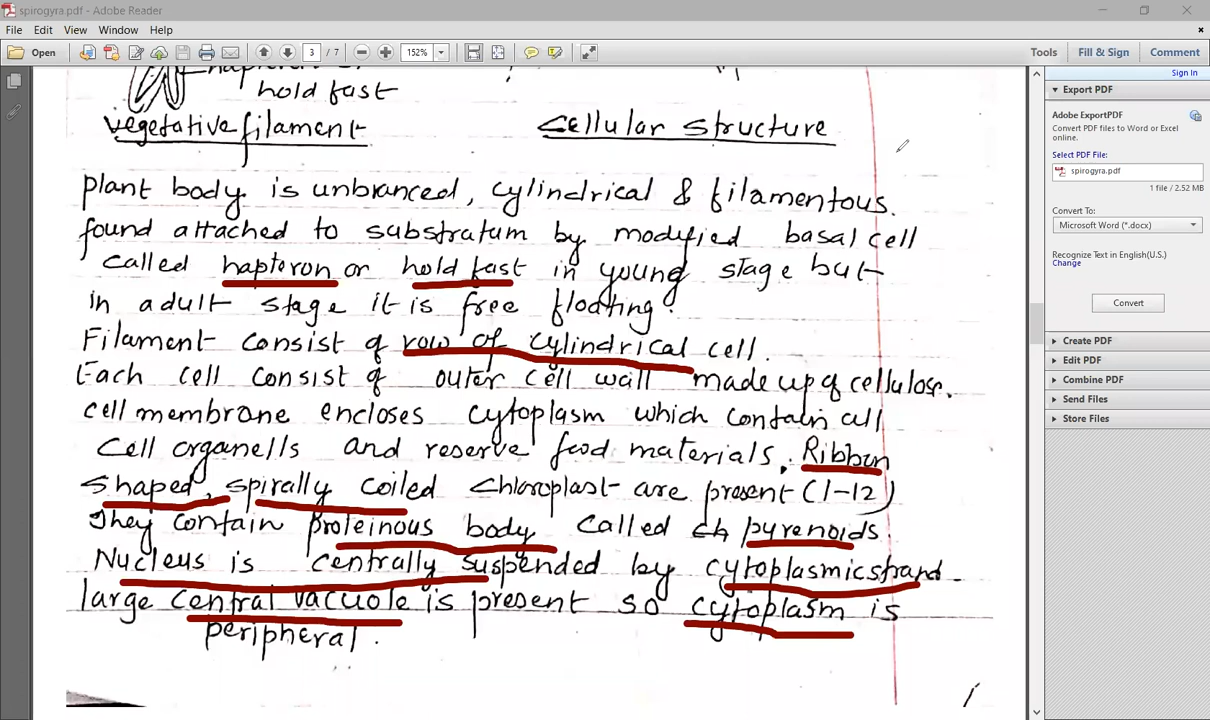 spirogyra.pdf - Adobe Reader
File Edit View Window Help
Open 3 / 7 152% Tools Fill & Sign Comment
Sign In
hold fast
vegetative filament cellular structure
plant body is unbranced, cylindrical & filamentous.
found attached to substratum by modified basal cell
called hapteron or hold fast in young stage but
in adult stage it is free floating.
Filament consist of row of cylindrical cell.
Each cell consist of outer cell wall made up of cellulose.
cell membrane encloses cytoplasm which contain all
Cell organells and reserve food materials. Ribbon
shaped, spirally coiled chloroplast are present (1-12)
They contain proteinous body called ch pyrenoids
Nucleus is centrally suspended by cytoplasmic strand
large central vacuole is present so cytoplasm is
peripheral.
Export PDF
Adobe ExportPDF
Convert PDF files to Word or Excel
online.
Select PDF File:
spirogyra.pdf
1 file / 2.52 MB
Convert To:
Microsoft Word (*.docx)
Recognize Text in English(U.S.)
Change
Convert
Create PDF
Edit PDF
Combine PDF
Send Files
Store Files